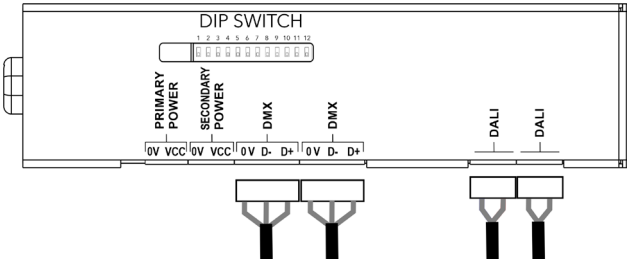 DIP SWITCH
1 2 3 4 5 6 7 8 9 10 11 12
PRIMARY
POWER
SECONDARY
POWER
DMX
DMX
DALI
DALI
0V VCC 0V VCC 0V D- D+ 0V D- D+